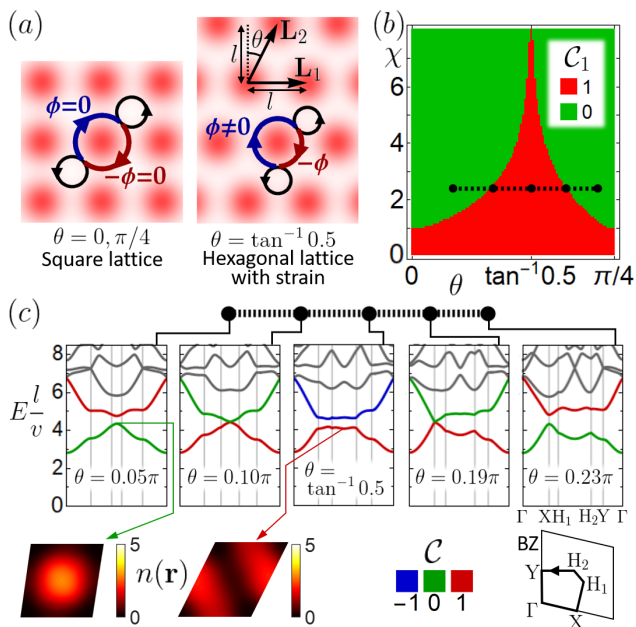 (a)
l
θ
L₂
L₁
l
ϕ=0
−ϕ=0
ϕ≠0
−ϕ
θ = 0, π/4
Square lattice
θ = tan⁻¹ 0.5
Hexagonal lattice
with strain
(b)
χ
8
6
4
2
0
C₁
1
0
0
θ
tan⁻¹0.5
π/4
(c)
E l/v
8
6
4
2
0
θ = 0.05π
θ = 0.10π
θ =
tan⁻¹ 0.5
θ = 0.19π
θ = 0.23π
Γ XH₁ H₂Y Γ
5
0
n(r)
5
0
C
−1 0 1
BZ
Y
H₂
H₁
Γ
X